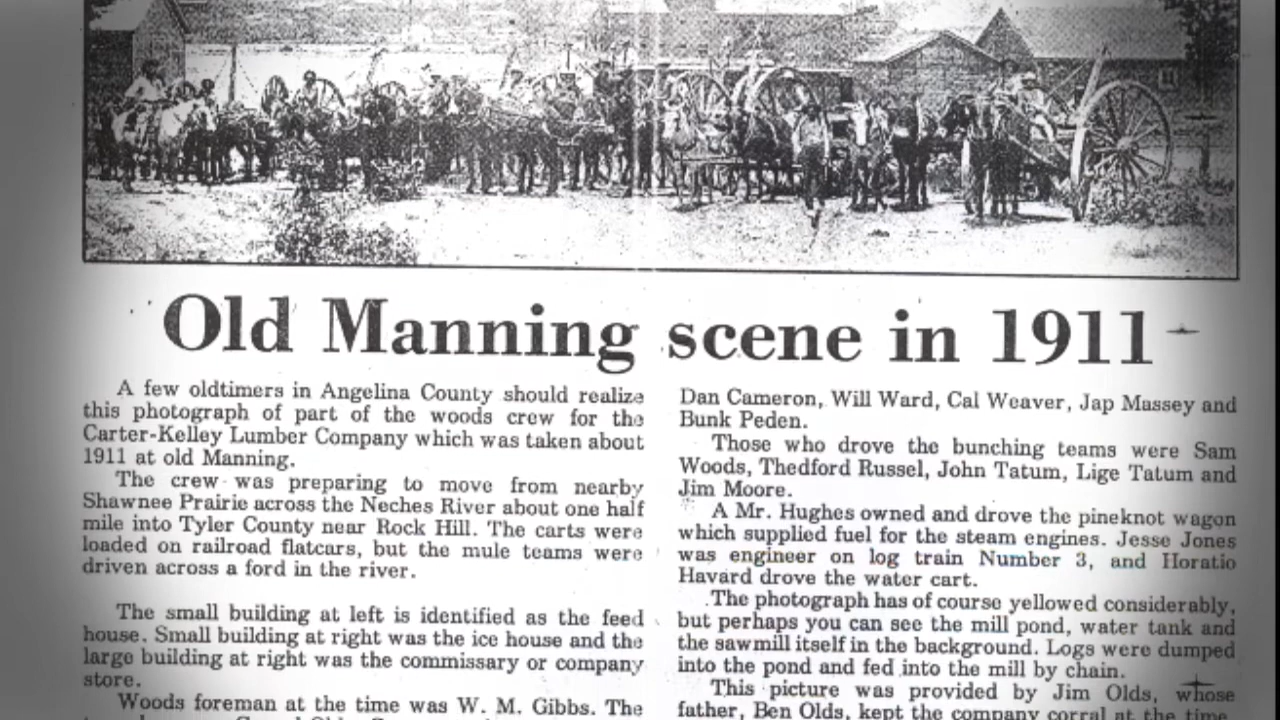 Old Manning scene in 1911
A few oldtimers in Angelina County should realize
this photograph of part of the woods crew for the
Carter-Kelley Lumber Company which was taken about
1911 at old Manning.
The crew was preparing to move from nearby
Shawnee Prairie across the Neches River about one half
mile into Tyler County near Rock Hill. The carts were
loaded on railroad flatcars, but the mule teams were
driven across a ford in the river.
The small building at left is identified as the feed
house. Small building at right was the ice house and the
large building at right was the commissary or company
store.
Woods foreman at the time was W. M. Gibbs. The
Dan Cameron, Will Ward, Cal Weaver, Jap Massey and
Bunk Peden.
Those who drove the bunching teams were Sam
Woods, Thedford Russel, John Tatum, Lige Tatum and
Jim Moore.
A Mr. Hughes owned and drove the pineknot wagon
which supplied fuel for the steam engines. Jesse Jones
was engineer on log train Number 3, and Horatio
Havard drove the water cart.
The photograph has of course yellowed considerably,
but perhaps you can see the mill pond, water tank and
the sawmill itself in the background. Logs were dumped
into the pond and fed into the mill by chain.
This picture was provided by Jim Olds, whose
father, Ben Olds, kept the company corral at the time